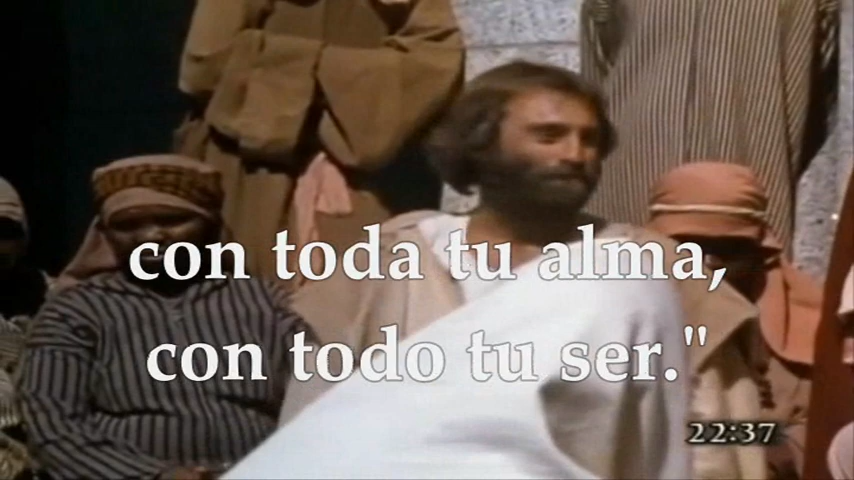 con toda tu alma,
con todo tu ser."
22:37